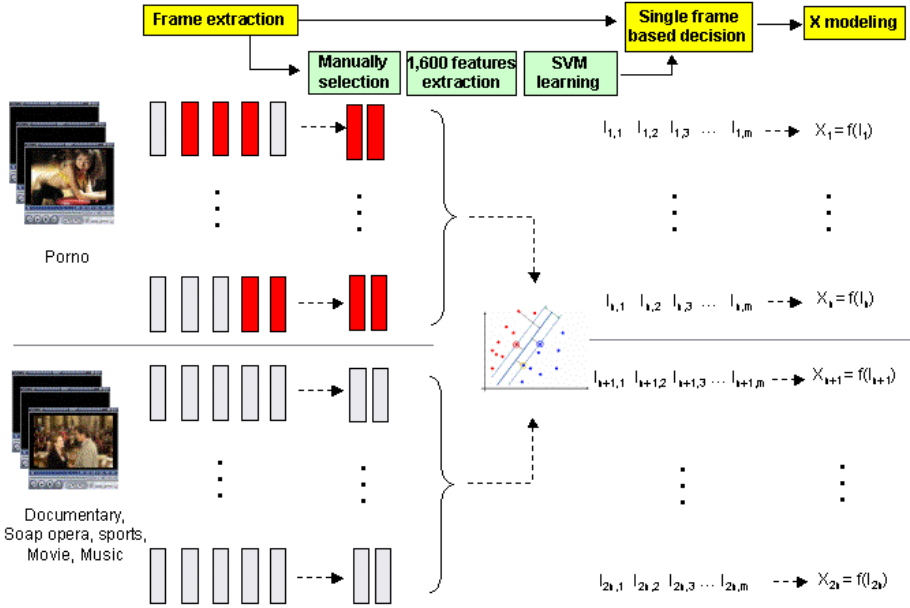 Frame extraction
Single frame
based decision
X modeling
Manually
selection
1,600 features
extraction
SVM
learning
I1,1 I1,2 I1,3 ... I1,m X1 = f(I1)
Porno
Ih,1 Ih,2 Ih,3 ... Ih,m Xh = f(Ih)
Ih+1,1 Ih+1,2 Ih+1,3 ... Ih+1,m Xh+1 = f(Ih+1)
Documentary,
Soap opera, sports,
Movie, Music
I2h,1 I2h,2 I2h,3 ... I2h,m X2h = f(I2h)